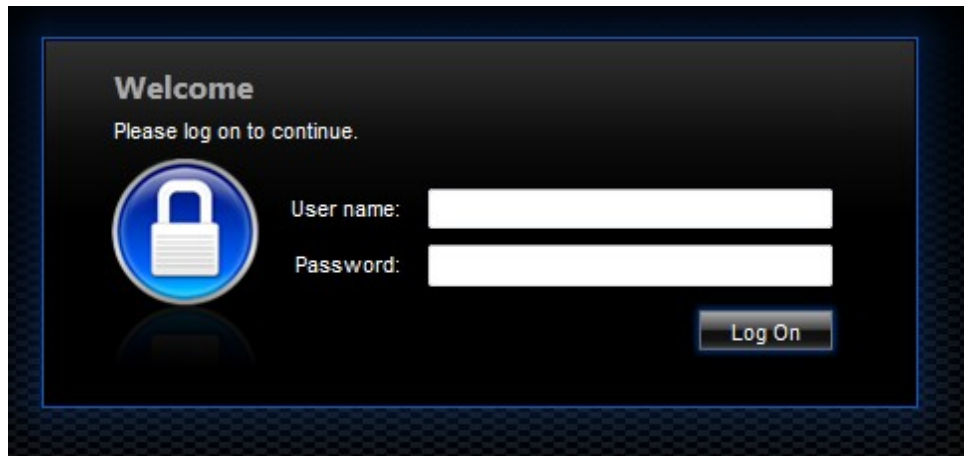 Welcome
Please log on to continue.
User name:
Password:
Log On